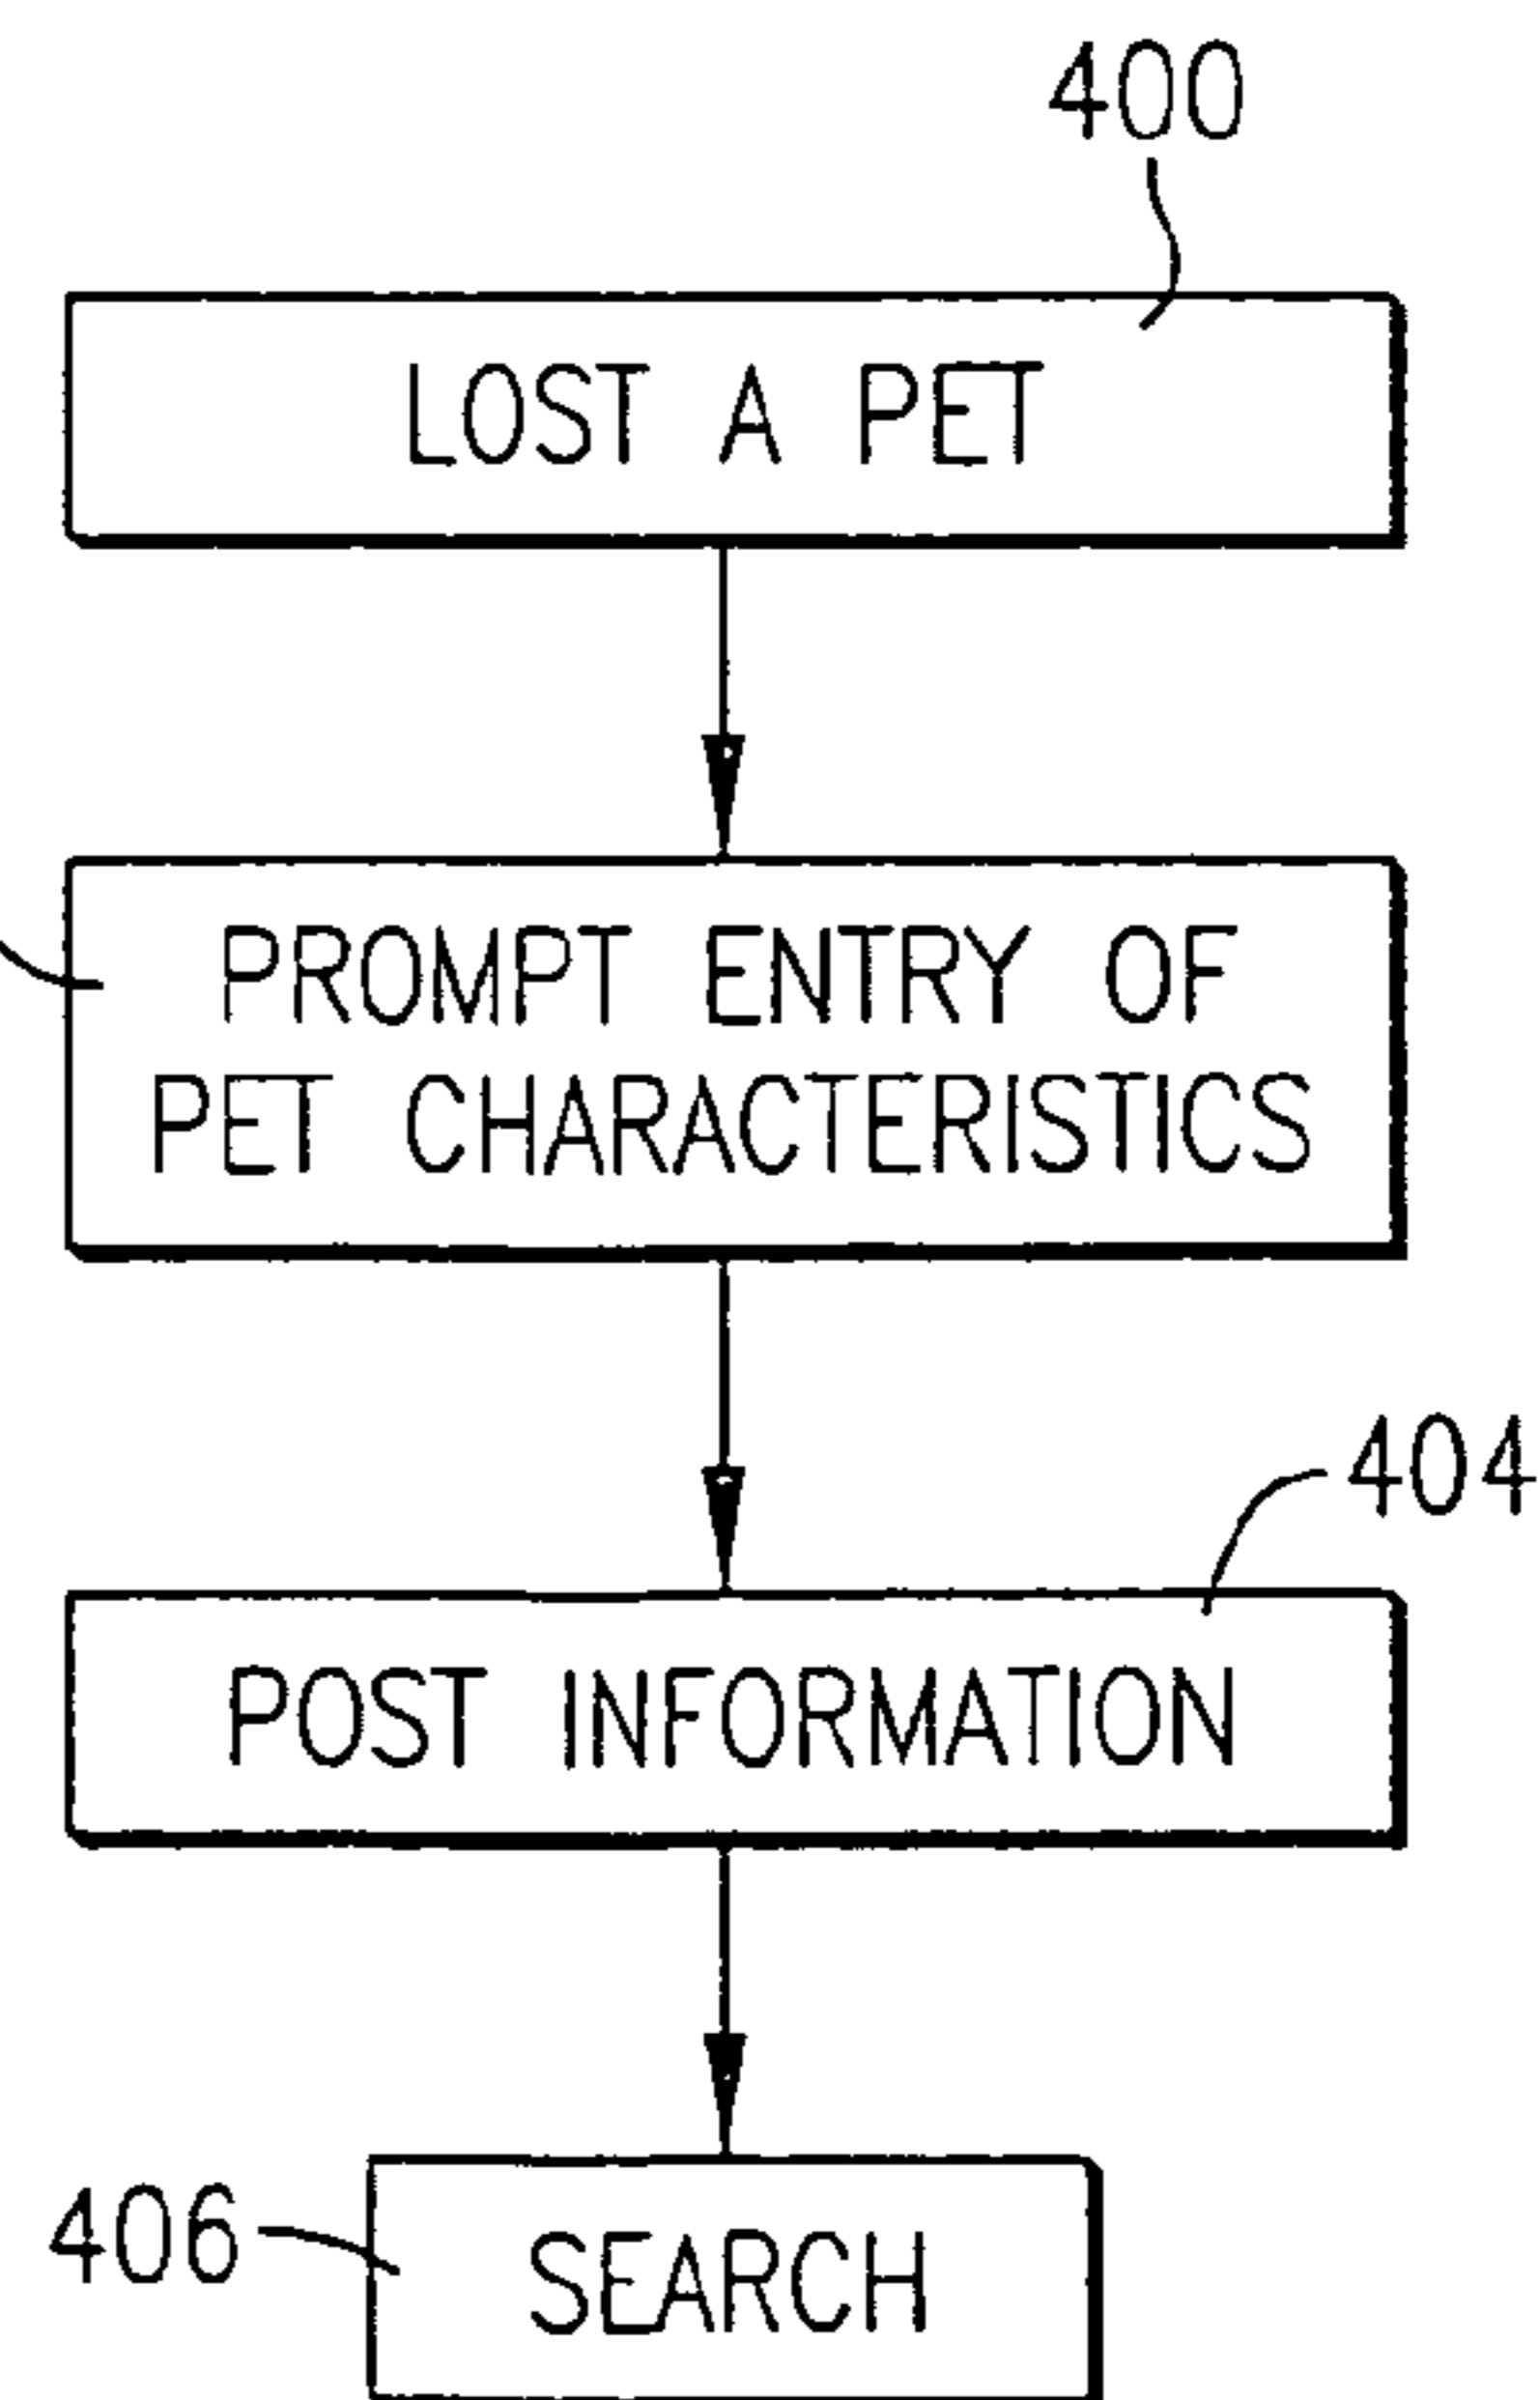 400
LOST A PET
PROMPT ENTRY OF
PET CHARACTERISTICS
404
POST INFORMATION
406
SEARCH